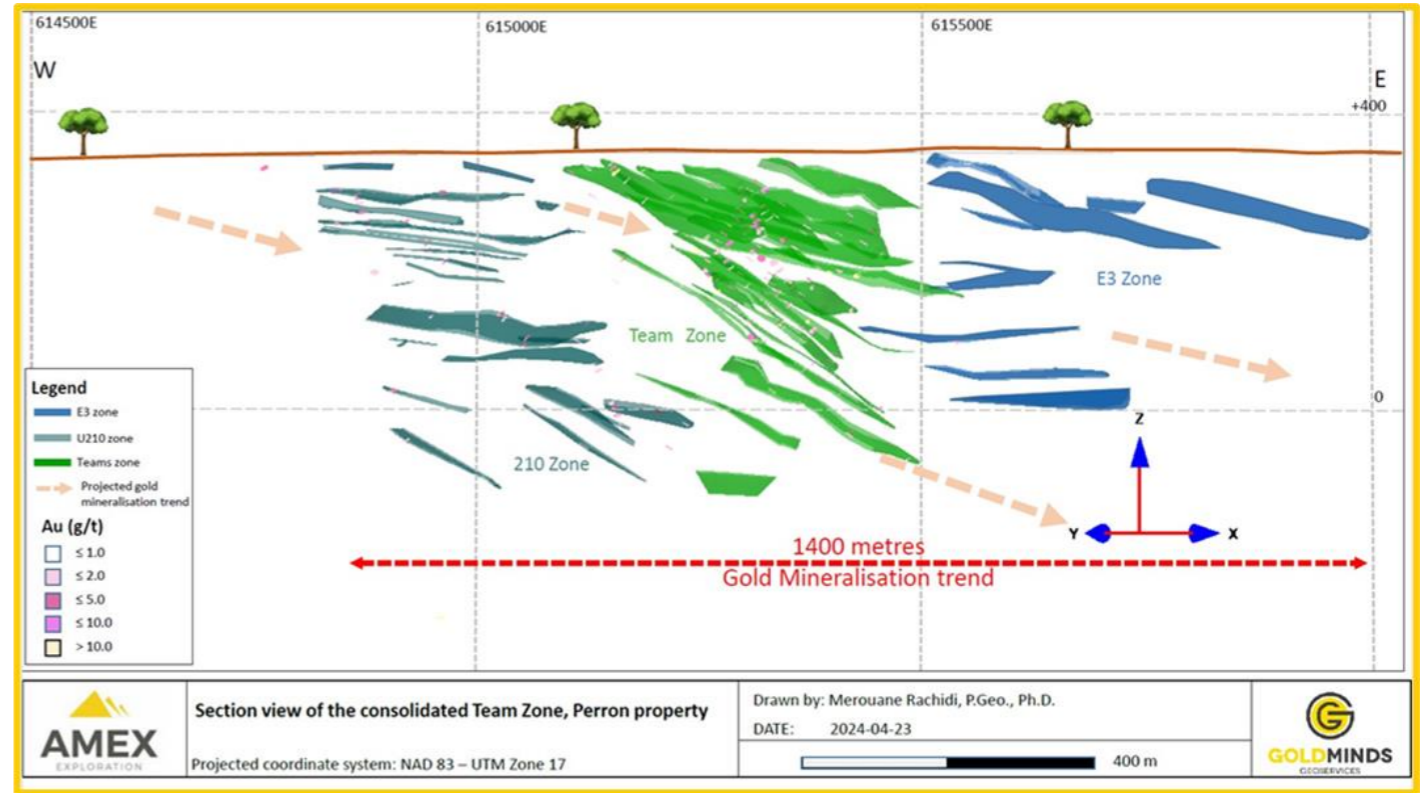 614500E
615000E
615500E
W
E
+400
E3 Zone
Team Zone
0
210 Zone
Z
Y
X
1400 metres
Gold Mineralisation trend
Legend
E3 zone
U210 zone
Teams zone
Projected gold
mineralisation trend
Au (g/t)
≤ 1.0
≤ 2.0
≤ 5.0
≤ 10.0
> 10.0
AMEX
EXPLORATION
Section view of the consolidated Team Zone, Perron property
Projected coordinate system: NAD 83 – UTM Zone 17
Drawn by: Merouane Rachidi, P.Geo., Ph.D.
DATE: 2024-04-23
400 m
GOLDMINDS
GEOSERVICES